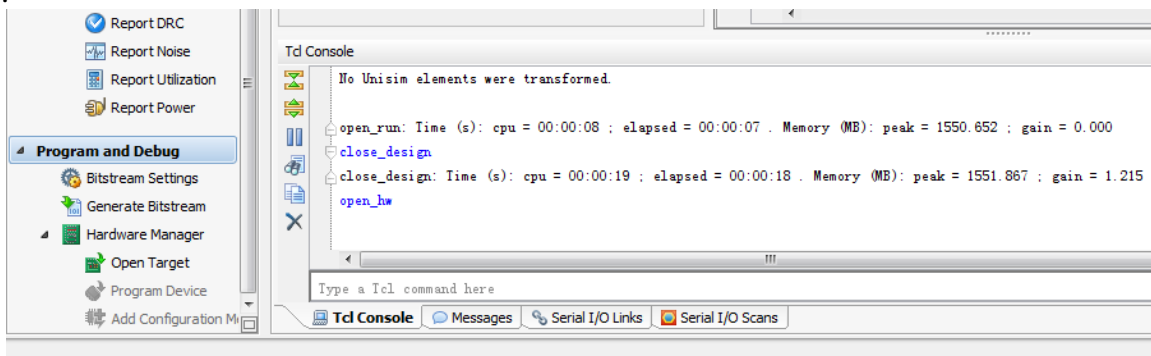 Report DRC
Report Noise
Report Utilization
Report Power
Program and Debug
Bitstream Settings
Generate Bitstream
Hardware Manager
Open Target
Program Device
Add Configuration M
Tcl Console
No Unisim elements were transformed.
open_run: Time (s): cpu = 00:00:08 ; elapsed = 00:00:07 . Memory (MB): peak = 1550.652 ; gain = 0.000
close_design
close_design: Time (s): cpu = 00:00:19 ; elapsed = 00:00:18 . Memory (MB): peak = 1551.867 ; gain = 1.215
open_hw
Type a Tcl command here
Tcl Console Messages Serial I/O Links Serial I/O Scans